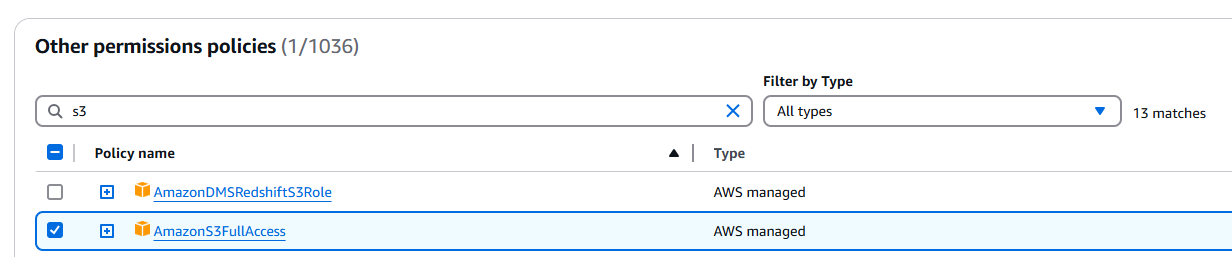 Other permissions policies (1/1036)
Filter by Type
s3
All types
13 matches
Policy name
Type
AmazonDMSRedshiftS3Role
AWS managed
AmazonS3FullAccess
AWS managed